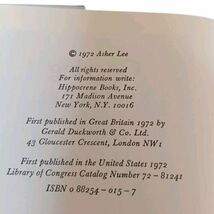 © 1972 Asher Lee
All rights reserved
For information write:
Hippocrene Books, Inc.
171 Madison Avenue
New York, N.Y. 10016
First published in Great Britain 1972 by
Gerald Duckworth & Co. Ltd.
43 Gloucester Crescent, London NW1
First published in the United States 1972
Library of Congress Catalog Number 72-81241
ISBN 0 88254-015-7